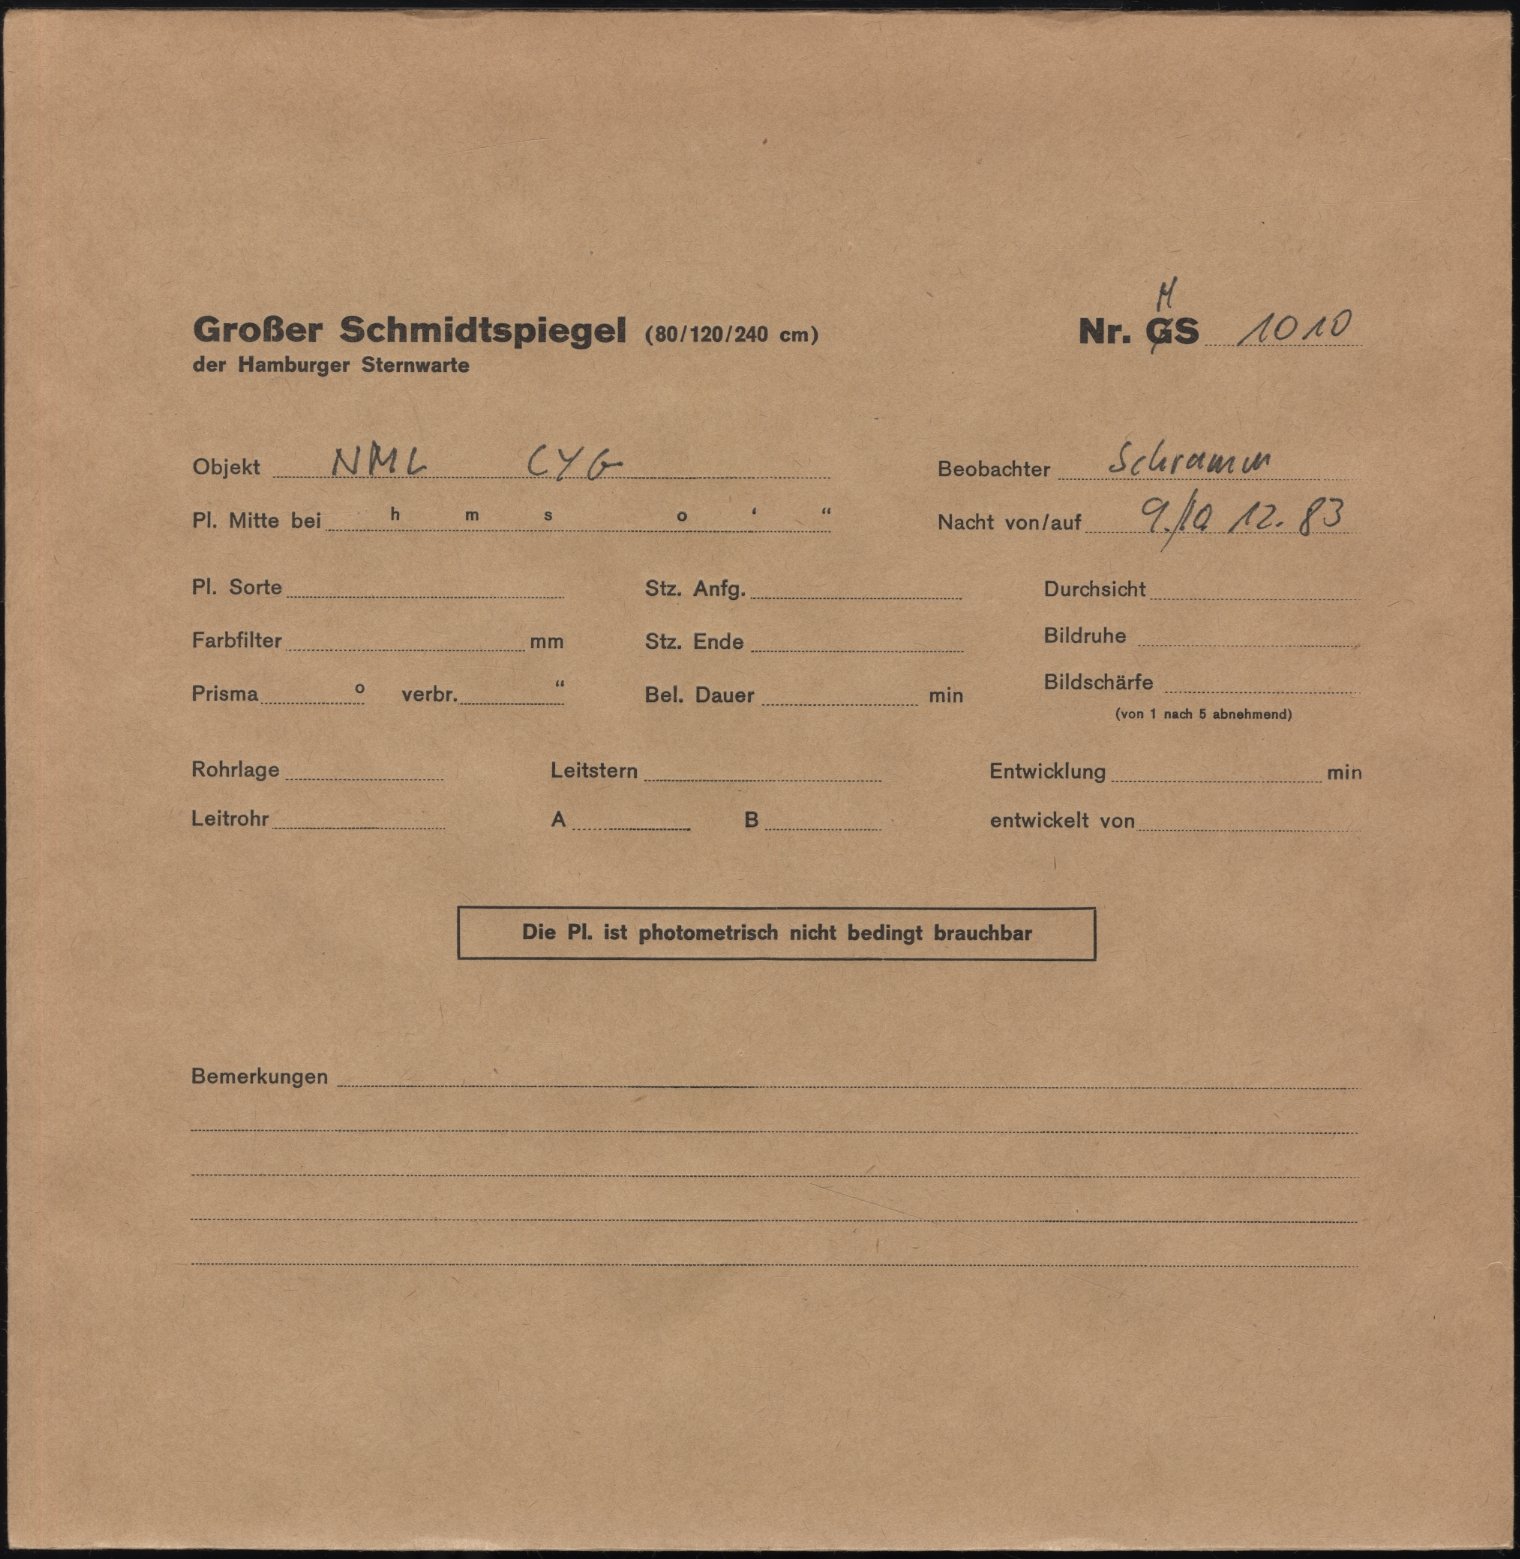 Großer Schmidtspiegel (80/120/240 cm)
der Hamburger Sternwarte
H
Nr. GS 1010
Objekt NML CYG
Beobachter Schramm
Pl. Mitte bei h m s o ‘ “
Nacht von/auf 9./10 12. 83
Pl. Sorte
Stz. Anfg.
Durchsicht
Farbfilter mm
Stz. Ende
Bildruhe
Prisma o verbr. “
Bel. Dauer min
Bildschärfe
(von 1 nach 5 abnehmend)
Rohrlage
Leitstern
Entwicklung min
Leitrohr
A B
entwickelt von
Die Pl. ist photometrisch nicht bedingt brauchbar
Bemerkungen